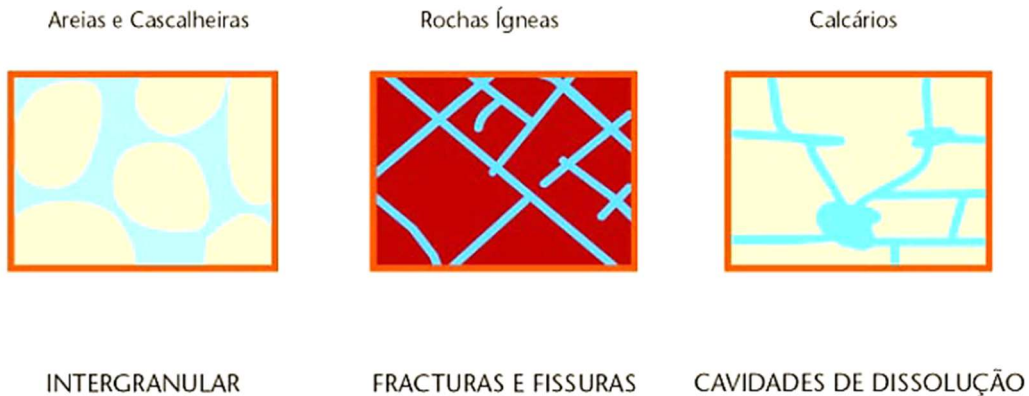 Areias e Cascalheiras
Rochas Ígneas
Calcários
INTERGRANULAR
FRACTURAS E FISSURAS
CAVIDADES DE DISSOLUÇÃO